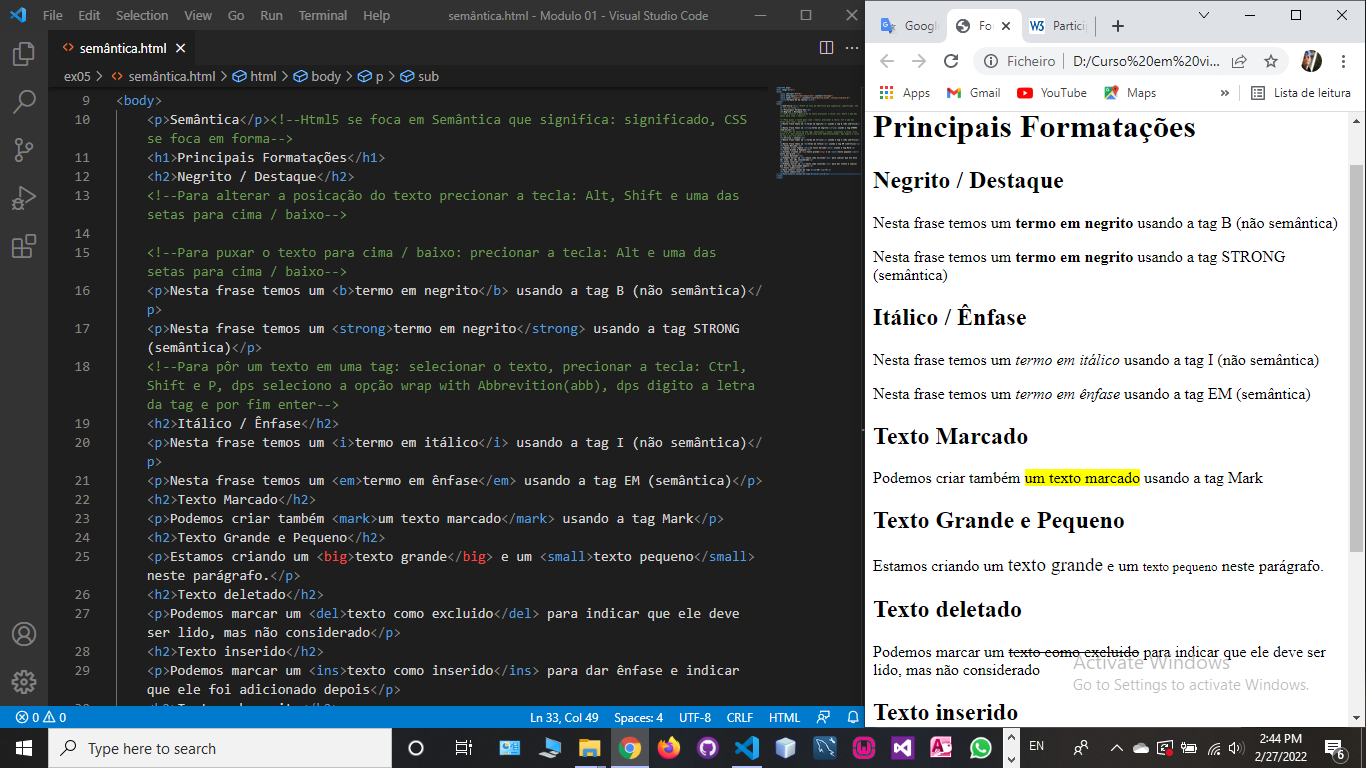 File Edit Selection View Go Run Terminal Help semântica.html - Modulo 01 - Visual Studio Code
semântica.html
ex05 > semântica.html > html > body > p > sub
9 <body>
10 <p>Semântica</p><!--Html5 se foca em Semântica que significa: significado, CSS
se foca em forma-->
11 <h1>Principais Formatações</h1>
12 <h2>Negrito / Destaque</h2>
13 <!--Para alterar a posicação do texto precionar a tecla: Alt, Shift e uma das
setas para cima / baixo-->
14
15 <!--Para puxar o texto para cima / baixo: precionar a tecla: Alt e uma das
setas para cima / baixo-->
16 <p>Nesta frase temos um <b>termo em negrito</b> usando a tag B (não semântica)</
p>
17 <p>Nesta frase temos um <strong>termo em negrito</strong> usando a tag STRONG
(semântica)</p>
18 <!--Para pôr um texto em uma tag: selecionar o texto, precionar a tecla: Ctrl,
Shift e P, dps seleciono a opção wrap with Abbrevition(abb), dps digito a letra
da tag e por fim enter-->
19 <h2>Itálico / Ênfase</h2>
20 <p>Nesta frase temos um <i>termo em itálico</i> usando a tag I (não semântica)</
p>
21 <p>Nesta frase temos um <em>termo em ênfase</em> usando a tag EM (semântica)</p>
22 <h2>Texto Marcado</h2>
23 <p>Podemos criar também <mark>um texto marcado</mark> usando a tag Mark</p>
24 <h2>Texto Grande e Pequeno</h2>
25 <p>Estamos criando um <big>texto grande</big> e um <small>texto pequeno</small>
neste parágrafo.</p>
26 <h2>Texto deletado</h2>
27 <p>Podemos marcar um <del>texto como excluido</del> para indicar que ele deve
ser lido, mas não considerado</p>
28 <h2>Texto inserido</h2>
29 <p>Podemos marcar um <ins>texto como inserido</ins> para dar ênfase e indicar
que ele foi adicionado depois</p>
0 0 Ln 33, Col 49 Spaces: 4 UTF-8 CRLF HTML
Googl Fo Partici
Ficheiro D:/Curso%20em%20vi...
Apps Gmail YouTube Maps » Lista de leitura
Principais Formatações
Negrito / Destaque
Nesta frase temos um termo em negrito usando a tag B (não semântica)
Nesta frase temos um termo em negrito usando a tag STRONG
(semântica)
Itálico / Ênfase
Nesta frase temos um termo em itálico usando a tag I (não semântica)
Nesta frase temos um termo em ênfase usando a tag EM (semântica)
Texto Marcado
Podemos criar também um texto marcado usando a tag Mark
Texto Grande e Pequeno
Estamos criando um texto grande e um texto pequeno neste parágrafo.
Texto deletado
Podemos marcar um texto como excluido para indicar que ele deve ser
lido, mas não considerado
Activate Windows
Go to Settings to activate Windows.
Texto inserido
Type here to search
EN
2:44 PM
2/27/2022
6